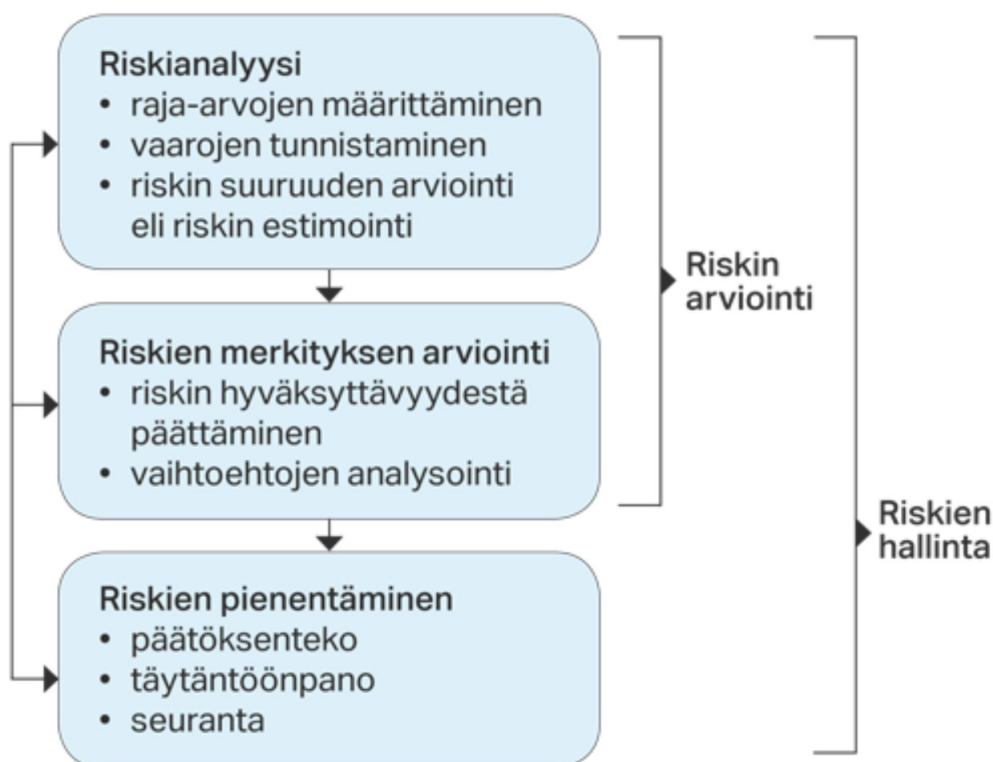 Riskianalyysi
• raja-arvojen määrittäminen
• vaarojen tunnistaminen
• riskin suuruuden arviointi
eli riskin estimointi
Riskien merkityksen arviointi
• riskin hyväksyttävyydestä
päättäminen
• vaihtoehtojen analysointi
Riskien pienentäminen
• päätöksenteko
• täytäntöönpano
• seuranta
Riskin
arviointi
Riskien
hallinta